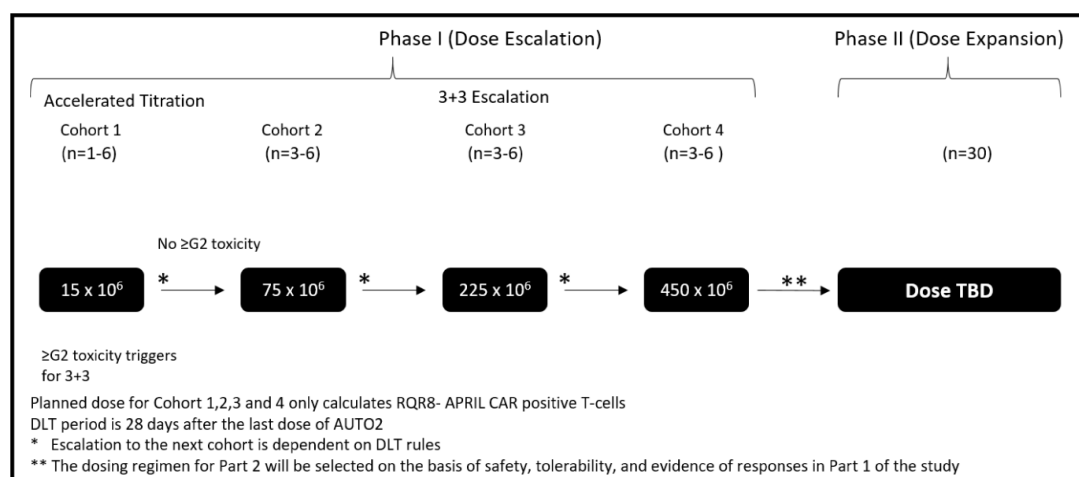 Phase I (Dose Escalation)
Phase II (Dose Expansion)
Accelerated Titration
3+3 Escalation
Cohort 1
(n=1-6)
Cohort 2
(n=3-6)
Cohort 3
(n=3-6)
Cohort 4
(n=3-6 )
(n=30)
No ≥G2 toxicity
15 x 10⁶
*
75 x 10⁶
*
225 x 10⁶
*
450 x 10⁶
**
Dose TBD
≥G2 toxicity triggers
for 3+3
Planned dose for Cohort 1,2,3 and 4 only calculates RQR8- APRIL CAR positive T-cells
DLT period is 28 days after the last dose of AUTO2
* Escalation to the next cohort is dependent on DLT rules
** The dosing regimen for Part 2 will be selected on the basis of safety, tolerability, and evidence of responses in Part 1 of the study